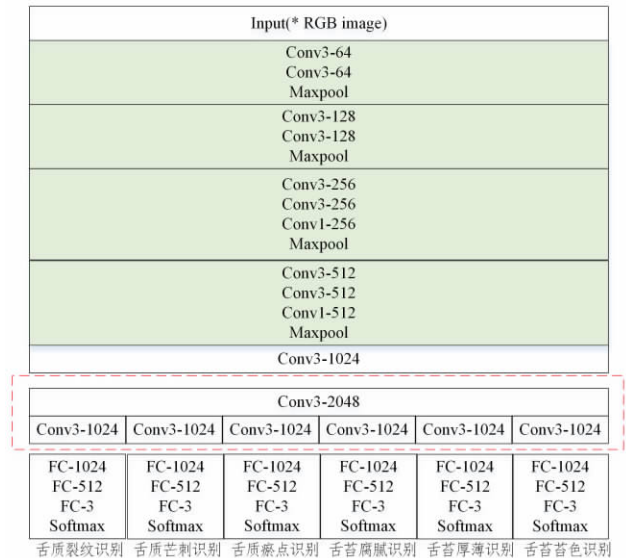 Input(* RGB image)
Conv3-64
Conv3-64
Maxpool
Conv3-128
Conv3-128
Maxpool
Conv3-256
Conv3-256
Conv1-256
Maxpool
Conv3-512
Conv3-512
Conv1-512
Maxpool
Conv3-1024
Conv3-2048
Conv3-1024 Conv3-1024 Conv3-1024 Conv3-1024 Conv3-1024 Conv3-1024
FC-1024 FC-1024 FC-1024 FC-1024 FC-1024 FC-1024
FC-512 FC-512 FC-512 FC-512 FC-512 FC-512
FC-3 FC-3 FC-3 FC-3 FC-3 FC-3
Softmax Softmax Softmax Softmax Softmax Softmax
舌质裂纹识别 舌质芒刺识别 舌质瘀点识别 舌苔腐腻识别 舌苔厚薄识别 舌苔苔色识别